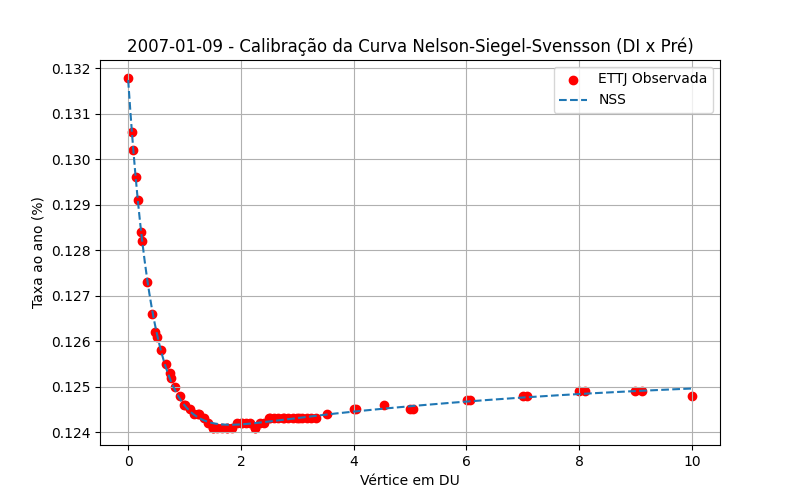 2007-01-09 - Calibração da Curva Nelson-Siegel-Svensson (DI x Pré)
ETTJ Observada
NSS
Taxa ao ano (%)
0.132
0.131
0.130
0.129
0.128
0.127
0.126
0.125
0.124
0 2 4 6 8 10
Vértice em DU